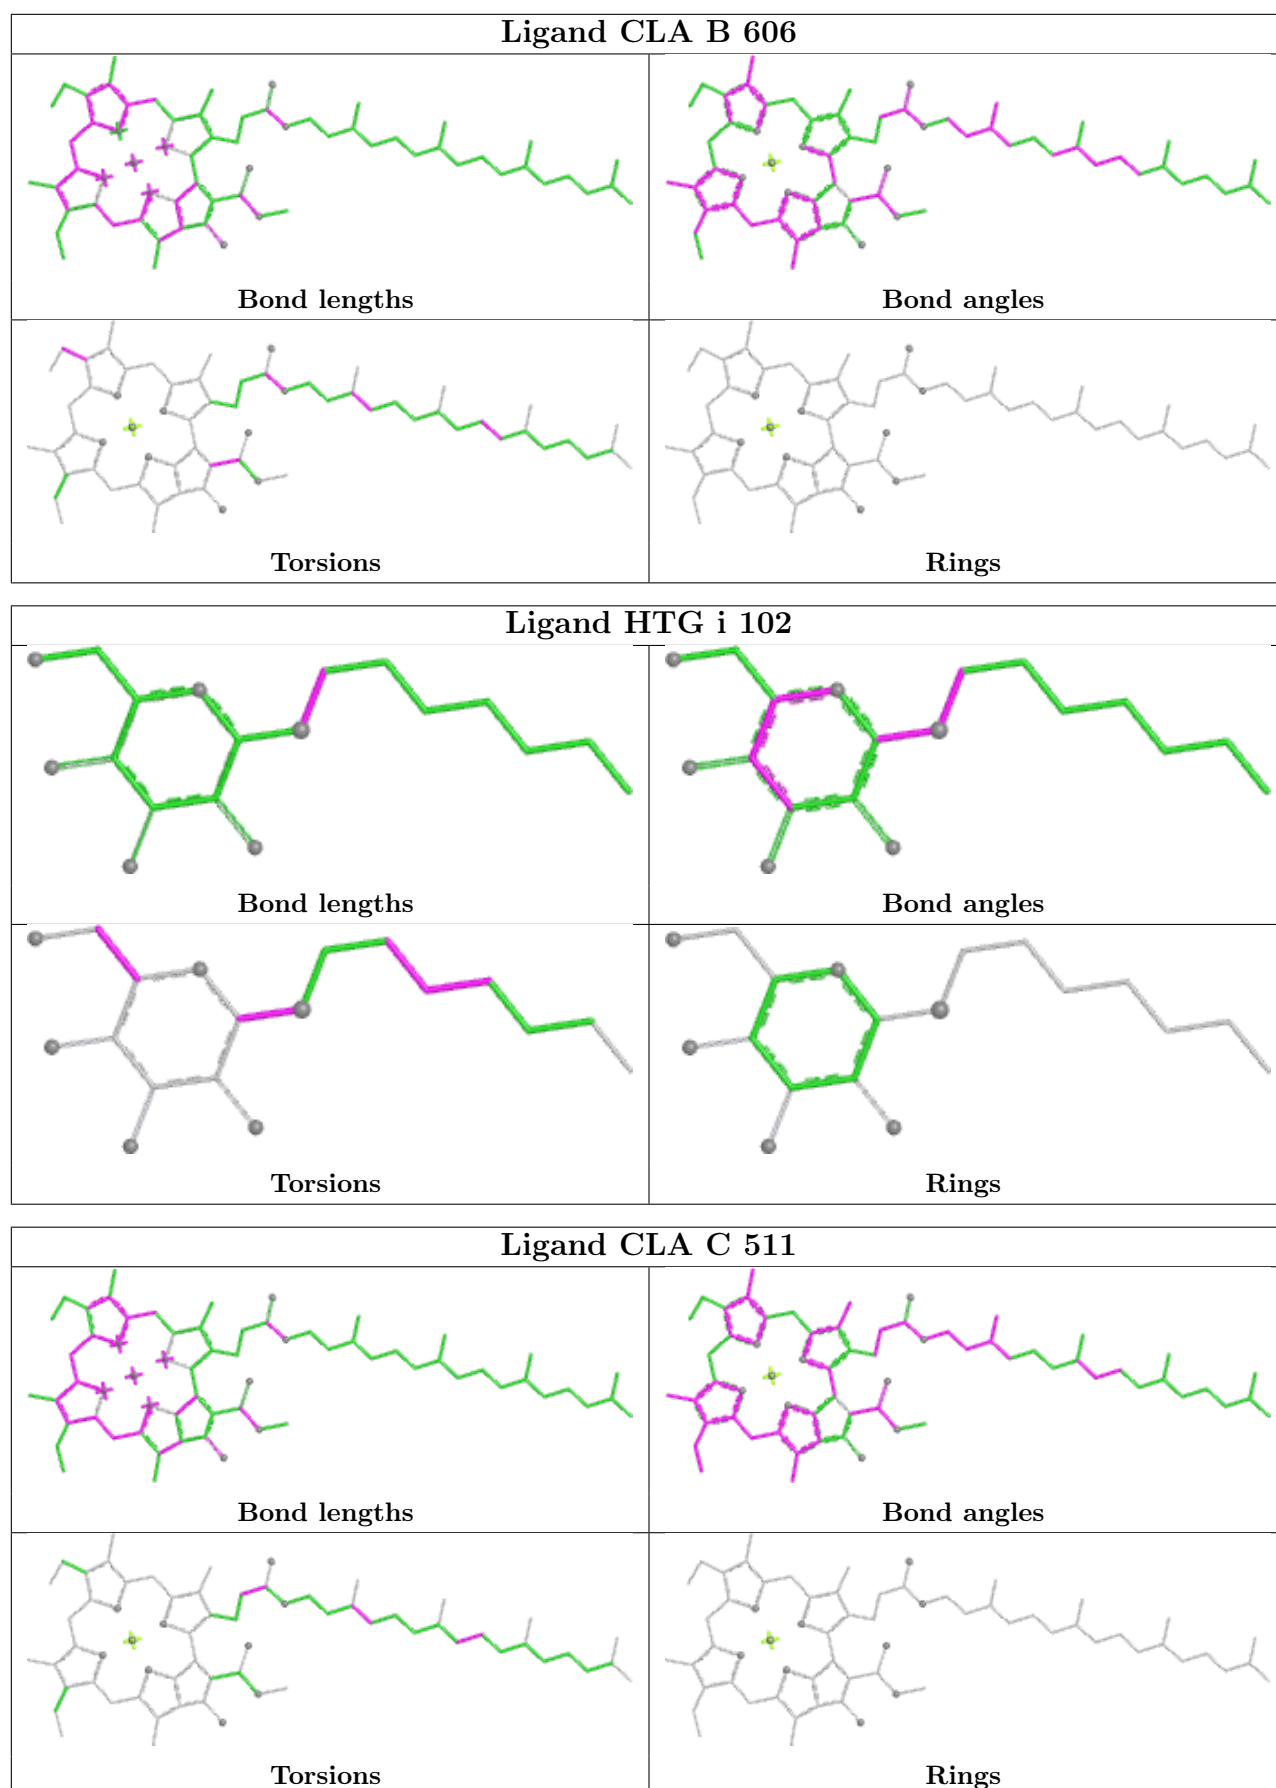 Ligand CLA B 606
Bond lengths
Bond angles
Torsions
Rings
Ligand HTG i 102
Bond lengths
Bond angles
Torsions
Rings
Ligand CLA C 511
Bond lengths
Bond angles
Torsions
Rings